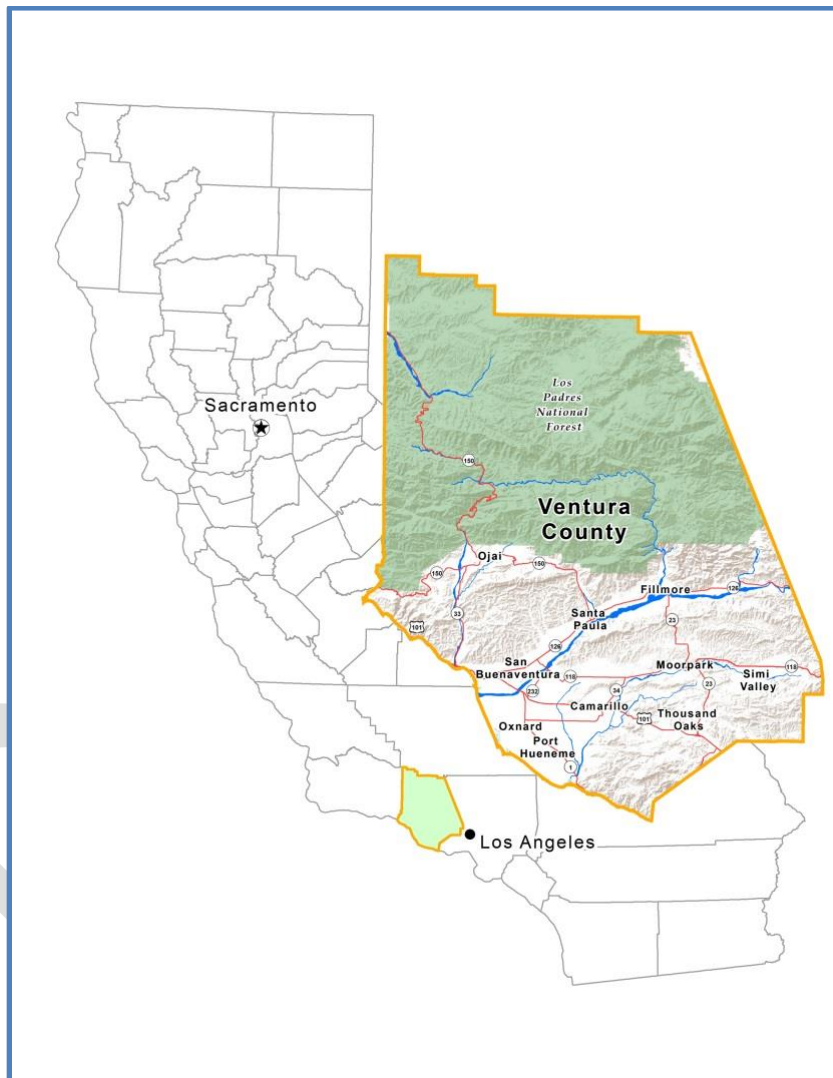 Sacramento
Los
Padres
National
Forest
150
Ventura
County
Ojai
150
150
Fillmore
126
33
101
Santa
Paula
23
126
San
Buenaventura
118
Moorpark
118
Simi
Valley
23
232
34
Camarillo
101
Thousand
Oaks
Oxnard
Port
Hueneme
1
Los Angeles